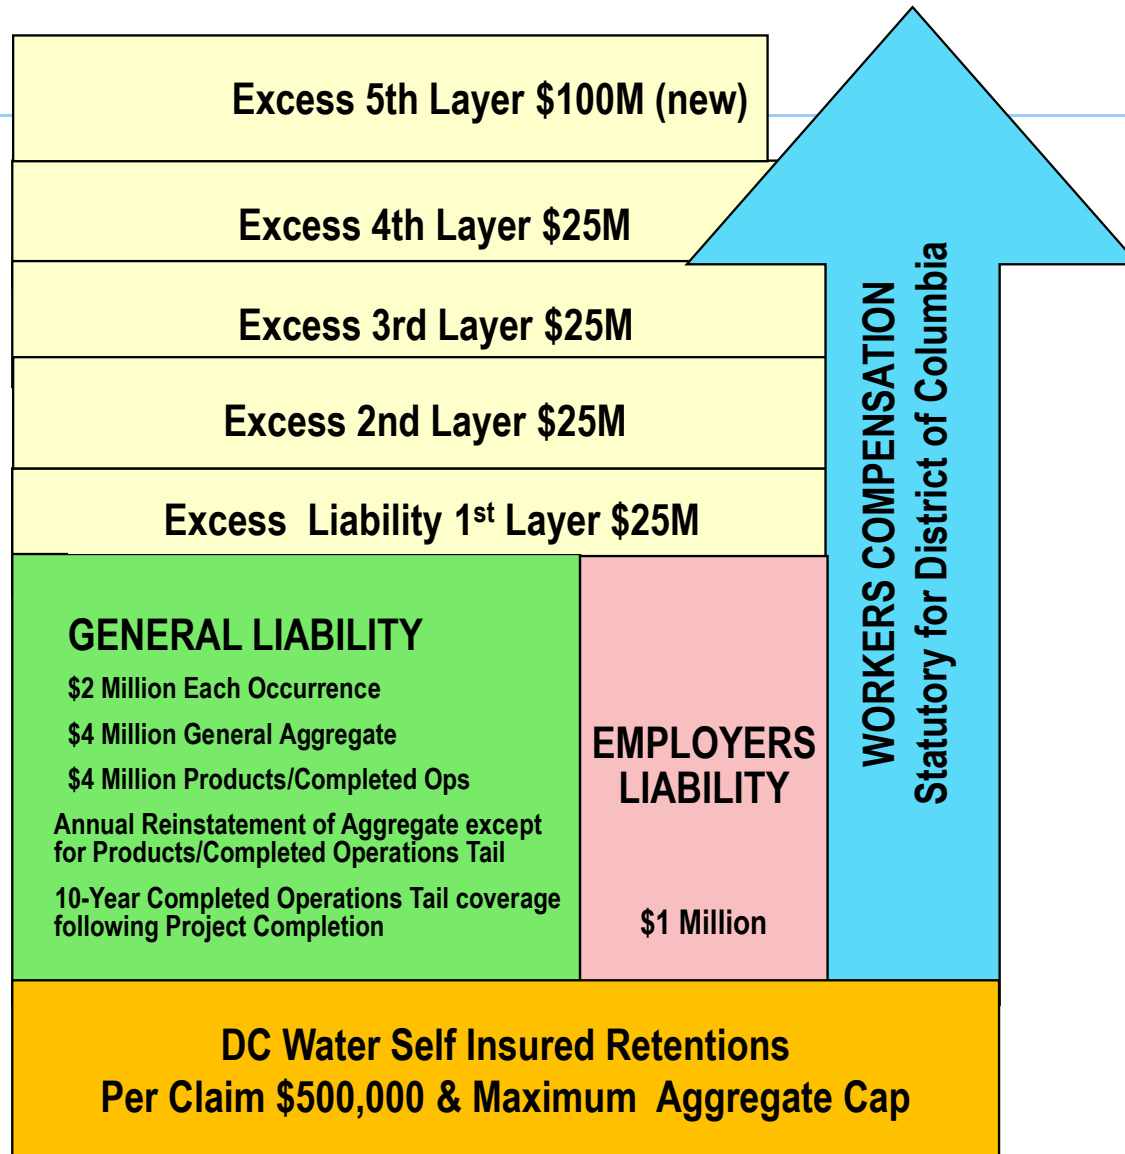 Excess 5th Layer $100M (new)
Excess 4th Layer $25M
Excess 3rd Layer $25M
Excess 2nd Layer $25M
Excess Liability 1st Layer $25M
GENERAL LIABILITY
$2 Million Each Occurrence
$4 Million General Aggregate
$4 Million Products/Completed Ops
Annual Reinstatement of Aggregate except
for Products/Completed Operations Tail
10-Year Completed Operations Tail coverage
following Project Completion
EMPLOYERS
LIABILITY
$1 Million
WORKERS COMPENSATION
Statutory for District of Columbia
DC Water Self Insured Retentions
Per Claim $500,000 & Maximum Aggregate Cap